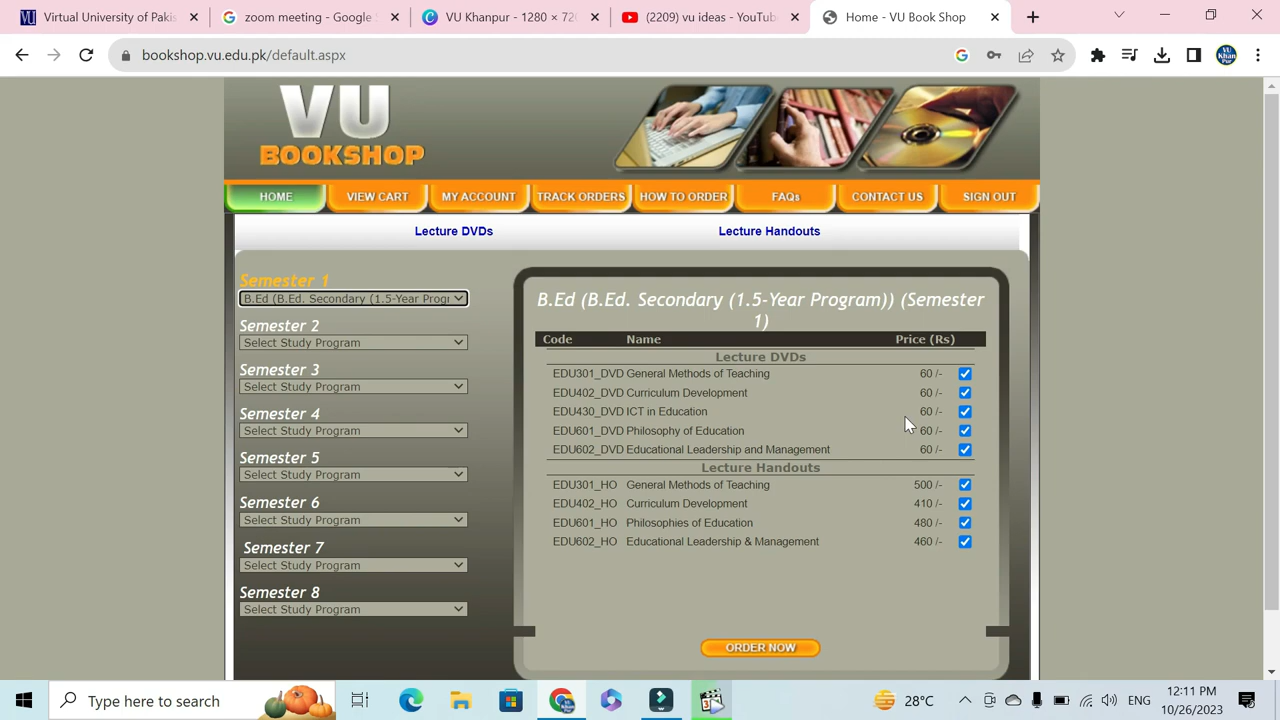 Virtual University of Pakis
zoom meeting - Google
VU Khanpur - 1280 × 720
(2209) vu ideas - YouTube
Home - VU Book Shop
bookshop.vu.edu.pk/default.aspx
VU
BOOKSHOP
HOME
VIEW CART
MY ACCOUNT
TRACK ORDERS
HOW TO ORDER
FAQs
CONTACT US
SIGN OUT
Lecture DVDs
Lecture Handouts
Semester 1
B.Ed (B.Ed. Secondary (1.5-Year Progr
Semester 2
Select Study Program
Semester 3
Select Study Program
Semester 4
Select Study Program
Semester 5
Select Study Program
Semester 6
Select Study Program
Semester 7
Select Study Program
Semester 8
Select Study Program
B.Ed (B.Ed. Secondary (1.5-Year Program)) (Semester
1)
Code Name Price (Rs)
Lecture DVDs
EDU301_DVD General Methods of Teaching 60 /-
EDU402_DVD Curriculum Development 60 /-
EDU430_DVD ICT in Education 60 /-
EDU601_DVD Philosophy of Education 60 /-
EDU602_DVD Educational Leadership and Management 60 /-
Lecture Handouts
EDU301_HO General Methods of Teaching 500 /-
EDU402_HO Curriculum Development 410 /-
EDU601_HO Philosophies of Education 480 /-
EDU602_HO Educational Leadership & Management 460 /-
ORDER NOW
Type here to search
28°C
ENG
12:11 PM
10/26/2023